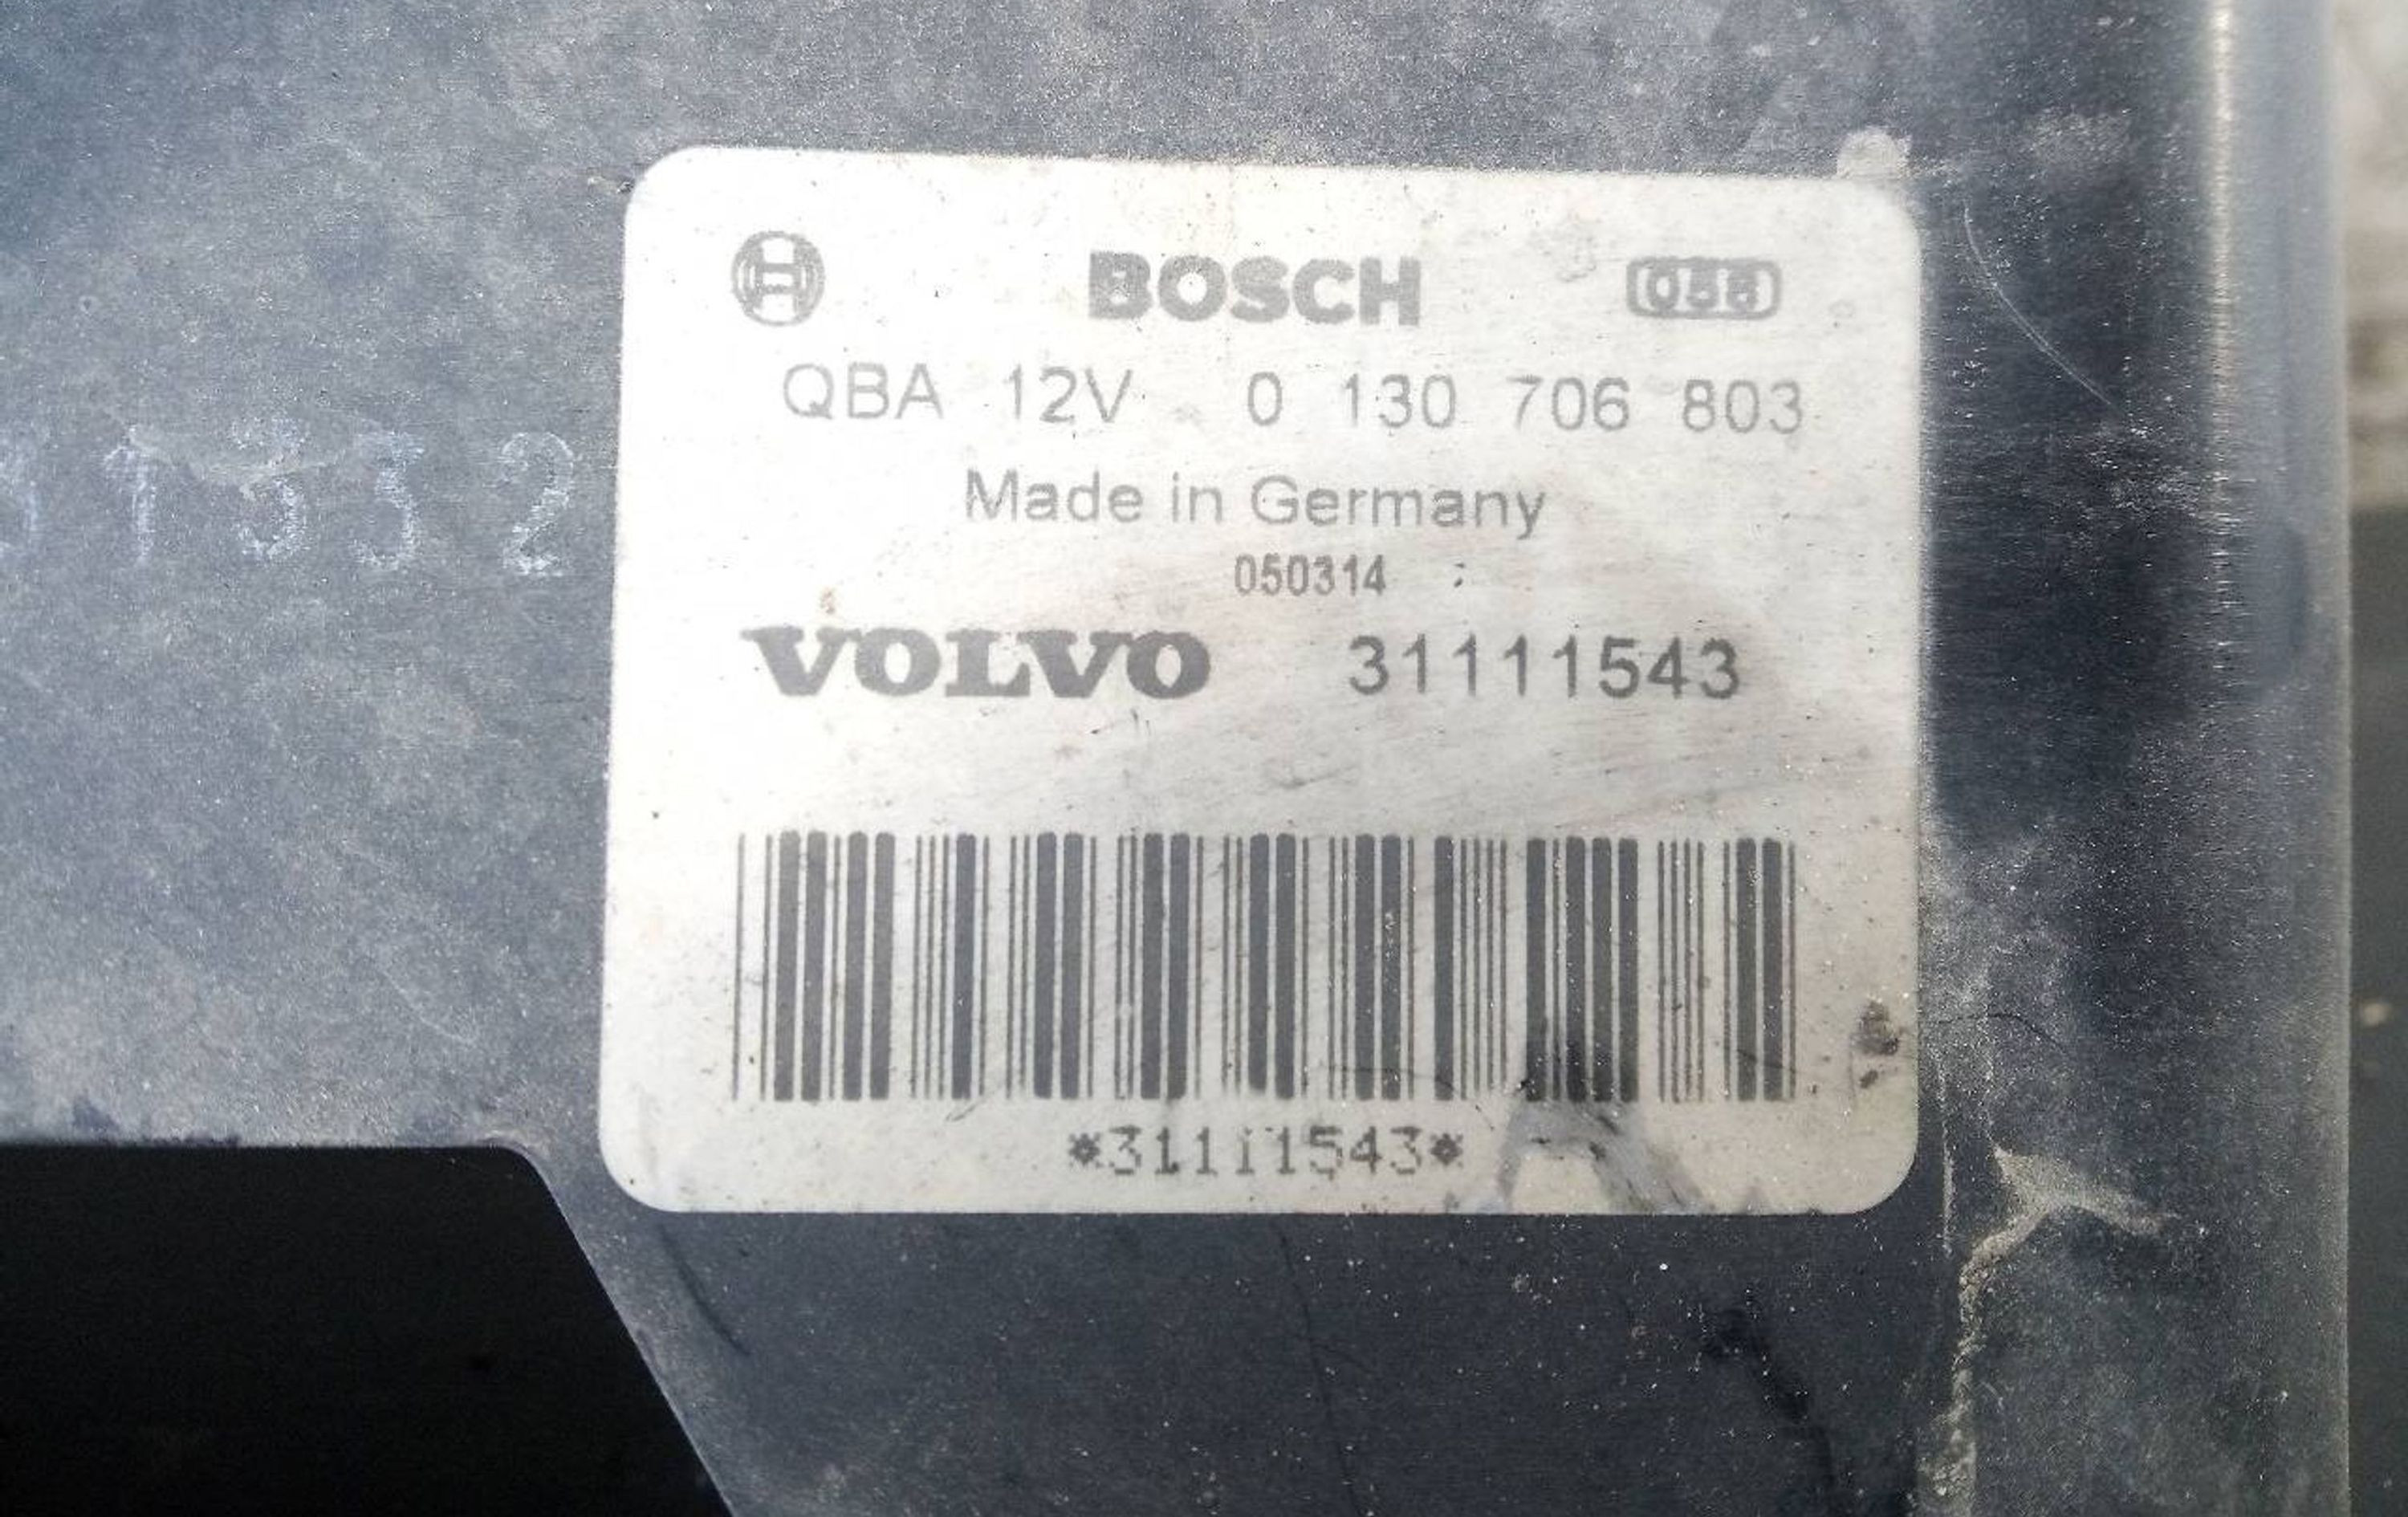 BOSCH
QBA 12V 0 130 706 803
Made in Germany
050314
VOLVO 31111543
*31111543*